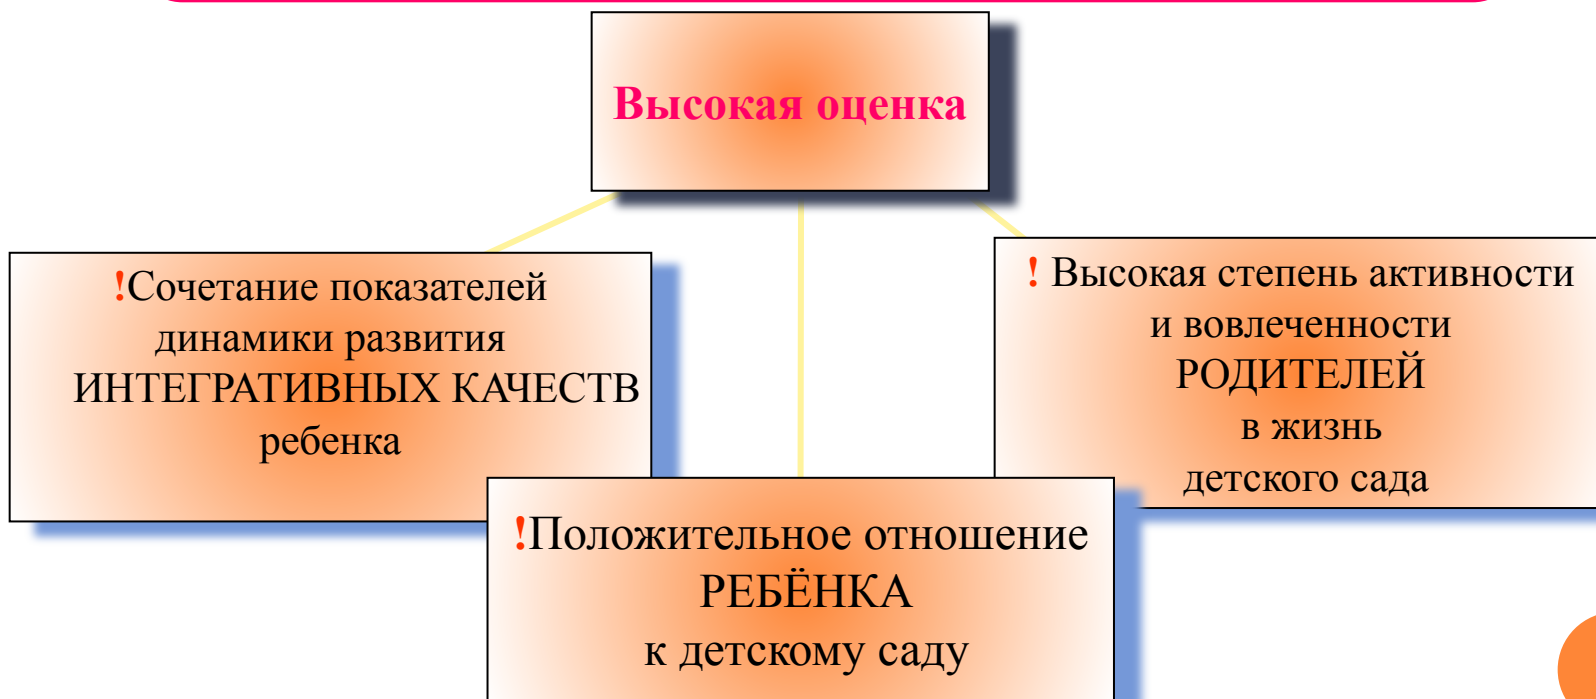 Высокая оценка
!Сочетание показателей
динамики развития
ИНТЕГРАТИВНЫХ КАЧЕСТВ
ребенка
! Высокая степень активности
и вовлеченности
РОДИТЕЛЕЙ
в жизнь
детского сада
!Положительное отношение
РЕБЁНКА
к детскому саду